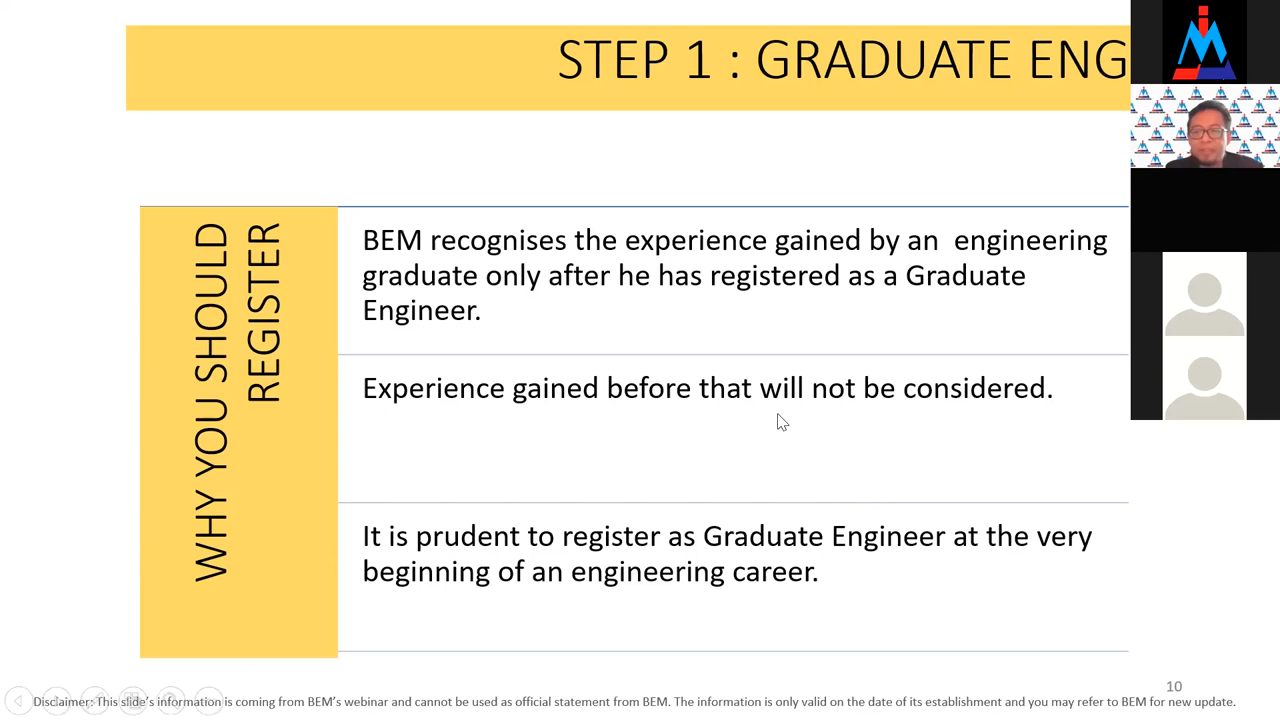 STEP 1 : GRADUATE ENG
WHY YOU SHOULD
REGISTER
BEM recognises the experience gained by an engineering
graduate only after he has registered as a Graduate
Engineer.
Experience gained before that will not be considered.
It is prudent to register as Graduate Engineer at the very
beginning of an engineering career.
10
Disclaimer: This slide's information is coming from BEM's webinar and cannot be used as official statement from BEM. The information is only valid on the date of its establishment and you may refer to BEM for new update.